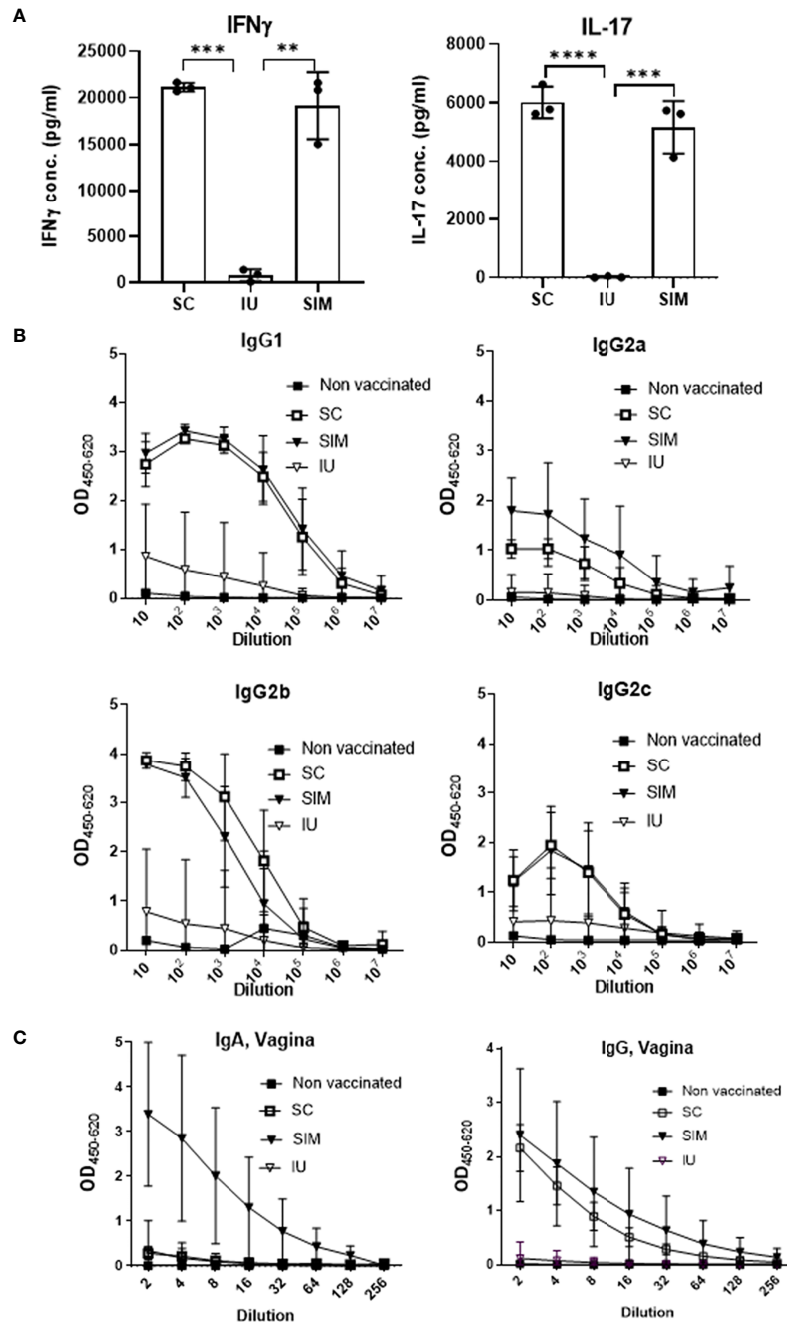 A
IFNγ
IFNγ conc. (pg/ml)
25000
20000
15000
10000
5000
0
*** **
SC IU SIM
IL-17
IL-17 conc. (pg/ml)
8000
6000
4000
2000
0
**** ***
SC IU SIM
B
IgG1
OD450-620
5
4
3
2
1
0
Non vaccinated
SC
SIM
IU
10 10² 10³ 10⁴ 10⁵ 10⁶ 10⁷
Dilution
IgG2a
OD450-620
5
4
3
2
1
0
Non vaccinated
SC
SIM
IU
10 10² 10³ 10⁴ 10⁵ 10⁶ 10⁷
Dilution
IgG2b
OD450-620
5
4
3
2
1
0
Non vaccinated
SC
SIM
IU
10 10² 10³ 10⁴ 10⁵ 10⁶ 10⁷
Dilution
IgG2c
OD450-620
5
4
3
2
1
0
Non vaccinated
SC
SIM
IU
10 10² 10³ 10⁴ 10⁵ 10⁶ 10⁷
Dilution
C
IgA, Vagina
OD450-620
5
4
3
2
1
0
Non vaccinated
SC
SIM
IU
2 4 8 16 32 64 128 256
Dilution
IgG, Vagina
OD450-620
4
3
2
1
0
Non vaccinated
SC
SIM
IU
2 4 8 16 32 64 128 256
Dilution